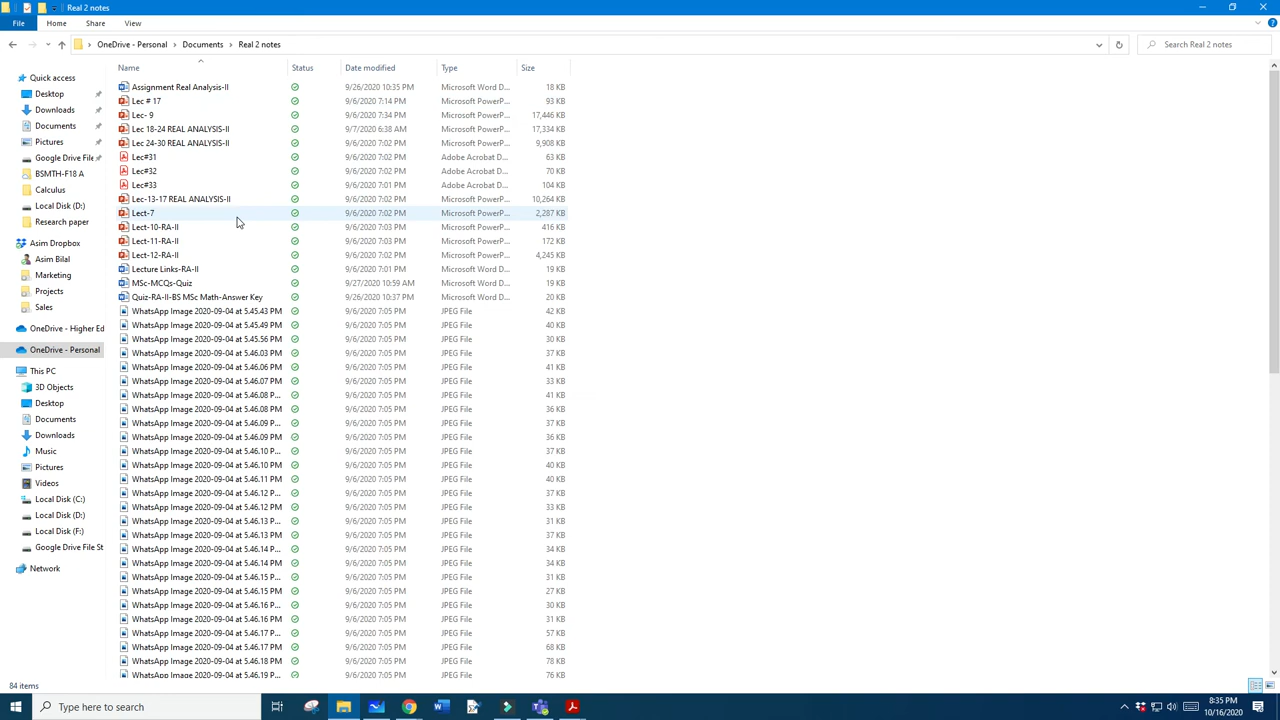 Real 2 notes
File Home Share View
OneDrive - Personal > Documents > Real 2 notes
Search Real 2 notes
Name Status Date modified Type Size
Quick access
Desktop
Downloads
Documents
Pictures
Google Drive File
BSMTH-F18 A
Calculus
Local Disk (D:)
Research paper
Asim Dropbox
Asim Bilal
Marketing
Projects
Sales
OneDrive - Higher Ed
OneDrive - Personal
This PC
3D Objects
Desktop
Documents
Downloads
Music
Pictures
Videos
Local Disk (C:)
Local Disk (D:)
Local Disk (F:)
Google Drive File St
Network
Assignment Real Analysis-II 9/26/2020 10:35 PM Microsoft Word D... 18 KB
Lec # 17 9/6/2020 7:14 PM Microsoft PowerP... 93 KB
Lec- 9 9/6/2020 7:34 PM Microsoft PowerP... 17,446 KB
Lec 18-24 REAL ANALYSIS-II 9/7/2020 6:38 AM Microsoft PowerP... 17,334 KB
Lec 24-30 REAL ANALYSIS-II 9/6/2020 7:02 PM Microsoft PowerP... 9,908 KB
Lec#31 9/6/2020 7:02 PM Adobe Acrobat D... 63 KB
Lec#32 9/6/2020 7:02 PM Adobe Acrobat D... 70 KB
Lec#33 9/6/2020 7:01 PM Adobe Acrobat D... 104 KB
Lec-13-17 REAL ANALYSIS-II 9/6/2020 7:02 PM Microsoft PowerP... 10,264 KB
Lect-7 9/6/2020 7:02 PM Microsoft PowerP... 2,287 KB
Lect-10-RA-II 9/6/2020 7:03 PM Microsoft PowerP... 416 KB
Lect-11-RA-II 9/6/2020 7:03 PM Microsoft PowerP... 172 KB
Lect-12-RA-II 9/6/2020 7:02 PM Microsoft PowerP... 4,245 KB
Lecture Links-RA-II 9/6/2020 7:01 PM Microsoft Word D... 19 KB
MSc-MCQs-Quiz 9/27/2020 10:59 AM Microsoft Word D... 19 KB
Quiz-RA-II-BS MSc Math-Answer Key 9/26/2020 10:37 PM Microsoft Word D... 20 KB
WhatsApp Image 2020-09-04 at 5.45.43 PM 9/6/2020 7:05 PM JPEG File 42 KB
WhatsApp Image 2020-09-04 at 5.45.49 PM 9/6/2020 7:05 PM JPEG File 40 KB
WhatsApp Image 2020-09-04 at 5.45.56 PM 9/6/2020 7:05 PM JPEG File 30 KB
WhatsApp Image 2020-09-04 at 5.46.03 PM 9/6/2020 7:05 PM JPEG File 37 KB
WhatsApp Image 2020-09-04 at 5.46.06 PM 9/6/2020 7:05 PM JPEG File 41 KB
WhatsApp Image 2020-09-04 at 5.46.07 PM 9/6/2020 7:05 PM JPEG File 33 KB
WhatsApp Image 2020-09-04 at 5.46.08 P... 9/6/2020 7:05 PM JPEG File 41 KB
WhatsApp Image 2020-09-04 at 5.46.08 PM 9/6/2020 7:05 PM JPEG File 36 KB
WhatsApp Image 2020-09-04 at 5.46.09 P... 9/6/2020 7:05 PM JPEG File 37 KB
WhatsApp Image 2020-09-04 at 5.46.09 PM 9/6/2020 7:05 PM JPEG File 36 KB
WhatsApp Image 2020-09-04 at 5.46.10 P... 9/6/2020 7:05 PM JPEG File 37 KB
WhatsApp Image 2020-09-04 at 5.46.10 PM 9/6/2020 7:05 PM JPEG File 40 KB
WhatsApp Image 2020-09-04 at 5.46.11 PM 9/6/2020 7:05 PM JPEG File 40 KB
WhatsApp Image 2020-09-04 at 5.46.12 P... 9/6/2020 7:05 PM JPEG File 37 KB
WhatsApp Image 2020-09-04 at 5.46.12 PM 9/6/2020 7:05 PM JPEG File 33 KB
WhatsApp Image 2020-09-04 at 5.46.13 P... 9/6/2020 7:05 PM JPEG File 31 KB
WhatsApp Image 2020-09-04 at 5.46.13 PM 9/6/2020 7:05 PM JPEG File 37 KB
WhatsApp Image 2020-09-04 at 5.46.14 P... 9/6/2020 7:05 PM JPEG File 34 KB
WhatsApp Image 2020-09-04 at 5.46.14 PM 9/6/2020 7:05 PM JPEG File 34 KB
WhatsApp Image 2020-09-04 at 5.46.15 P... 9/6/2020 7:05 PM JPEG File 31 KB
WhatsApp Image 2020-09-04 at 5.46.15 PM 9/6/2020 7:05 PM JPEG File 27 KB
WhatsApp Image 2020-09-04 at 5.46.16 P... 9/6/2020 7:05 PM JPEG File 30 KB
WhatsApp Image 2020-09-04 at 5.46.16 PM 9/6/2020 7:05 PM JPEG File 31 KB
WhatsApp Image 2020-09-04 at 5.46.17 P... 9/6/2020 7:05 PM JPEG File 57 KB
WhatsApp Image 2020-09-04 at 5.46.17 PM 9/6/2020 7:05 PM JPEG File 68 KB
WhatsApp Image 2020-09-04 at 5.46.18 PM 9/6/2020 7:05 PM JPEG File 78 KB
WhatsApp Image 2020-09-04 at 5.46.19 P... 9/6/2020 7:05 PM JPEG File 76 KB
84 items
Type here to search
8:35 PM
10/16/2020